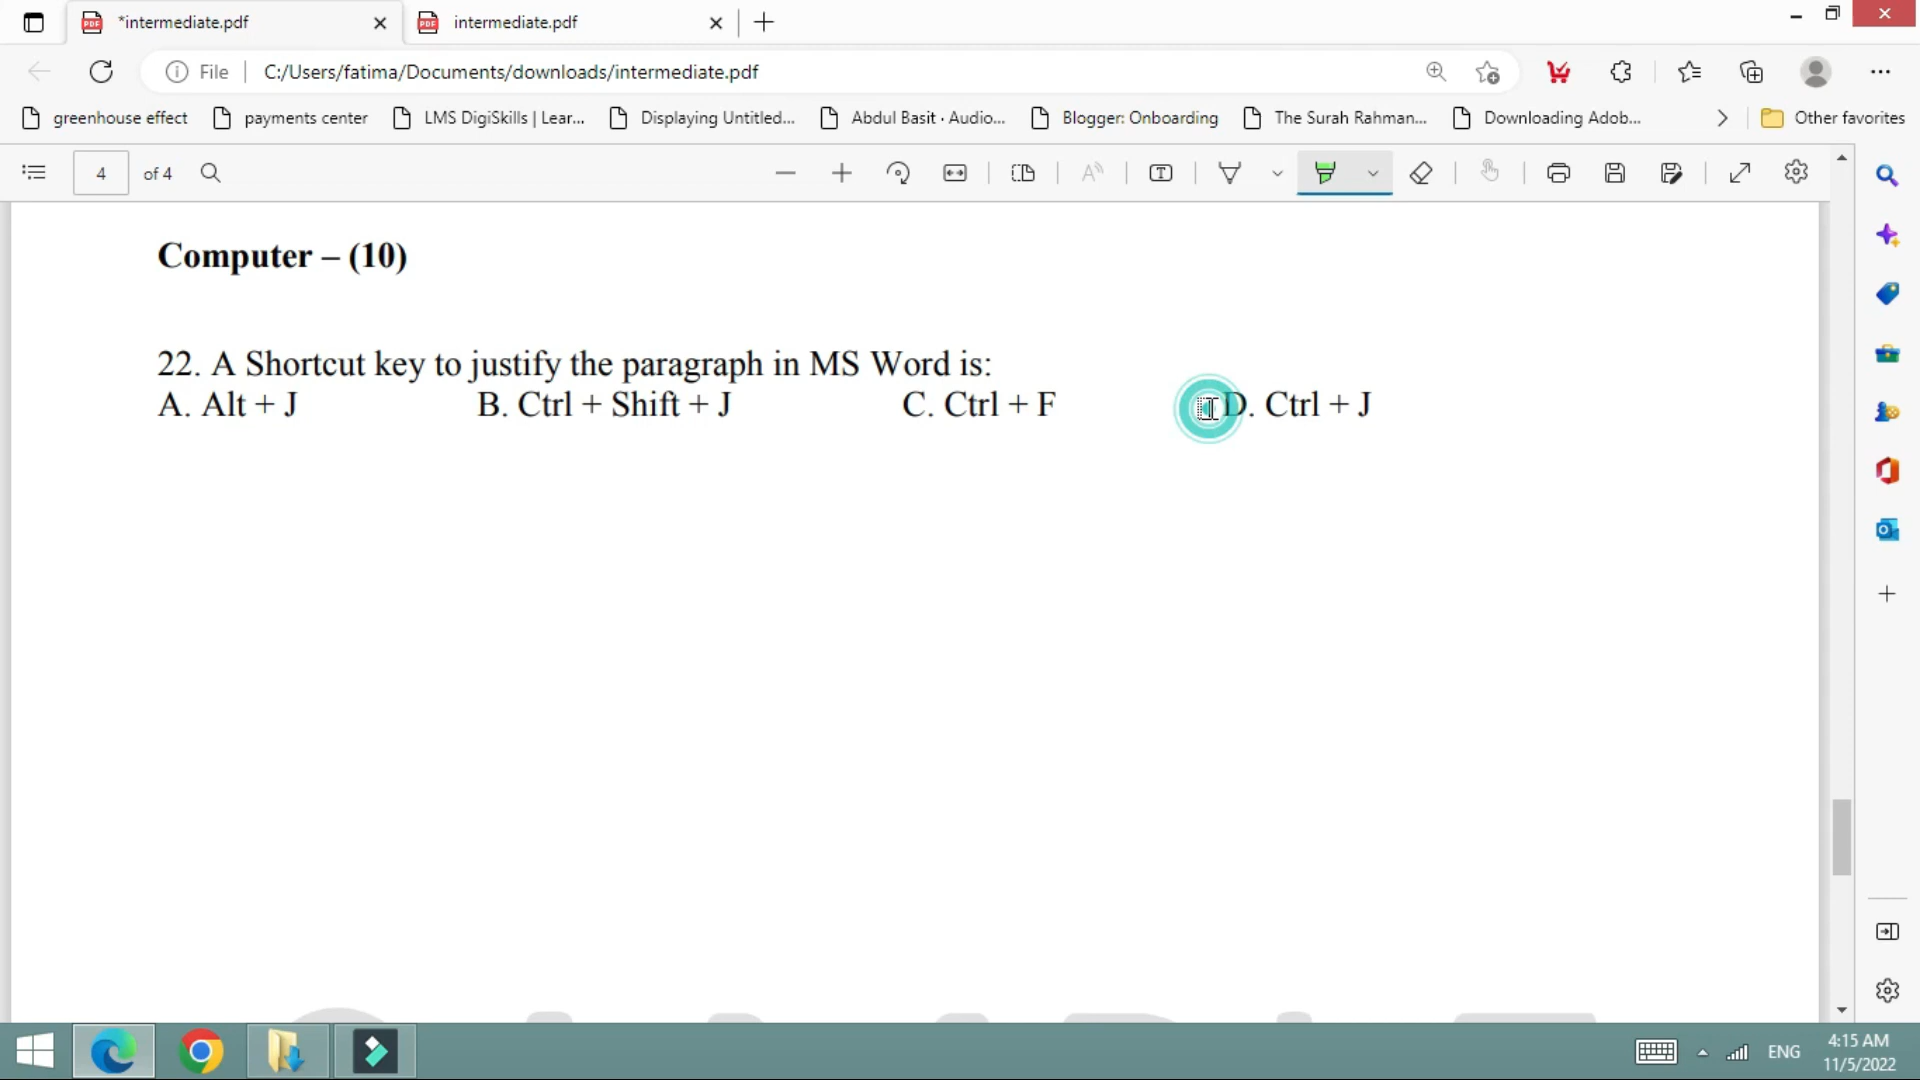 *intermediate.pdf
intermediate.pdf
File
C:/Users/fatima/Documents/downloads/intermediate.pdf
greenhouse effect
payments center
LMS DigiSkills | Lear...
Displaying Untitled...
Abdul Basit · Audio...
Blogger: Onboarding
The Surah Rahman...
Downloading Adob...
Other favorites
4 of 4
Computer – (10)
22. A Shortcut key to justify the paragraph in MS Word is:
A. Alt + J B. Ctrl + Shift + J C. Ctrl + F D. Ctrl + J
ENG
4:15 AM
11/5/2022